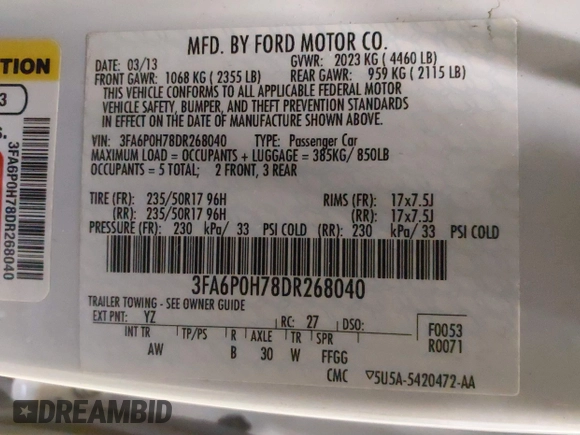 MFD. BY FORD MOTOR CO.
DATE: 03/13 GVWR: 2023 KG ( 4460 LB)
FRONT GAWR: 1068 KG ( 2355 LB) REAR GAWR: 959 KG ( 2115 LB)
THIS VEHICLE CONFORMS TO ALL APPLICABLE FEDERAL MOTOR
VEHICLE SAFETY, BUMPER, AND THEFT PREVENTION STANDARDS
IN EFFECT ON THE DATE OF MANUFACTURE SHOWN ABOVE.
VIN: 3FA6P0H78DR268040 TYPE: Passenger Car
MAXIMUM LOAD = OCCUPANTS + LUGGAGE = 385KG/ 850LB
OCCUPANTS = 5 TOTAL; 2 FRONT, 3 REAR
TIRE (FR): 235/50R17 96H RIMS (FR): 17x7.5J
(RR): 235/50R17 96H (RR): 17x7.5J
PRESSURE (FR): 230 kPa/ 33 PSI COLD (RR): 230 kPa/ 33 PSI COLD
3FA6P0H78DR268040
TRAILER TOWING - SEE OWNER GUIDE
EXT PNT: YZ RC: 27 DSO: F0053
INT TR TP/PS R AXLE TR SPR R0071
AW B 30 W FFGG
CMC ▽5U5A-5420472-AA
TION
3
3FA6P0H78DR268040
DREAMBID